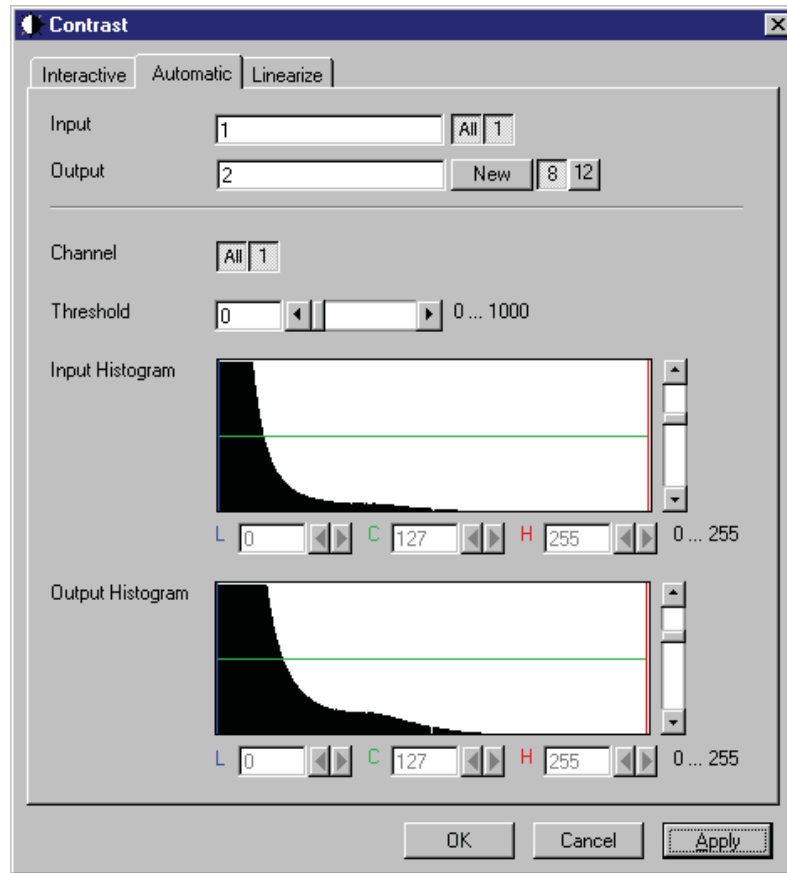 Contrast
Interactive Automatic Linearize
Input 1 All 1
Output 2 New 8 12
Channel All 1
Threshold 0 0 ... 1000
Input Histogram
L 0 C 127 H 255 0 ... 255
Output Histogram
L 0 C 127 H 255 0 ... 255
OK Cancel Apply